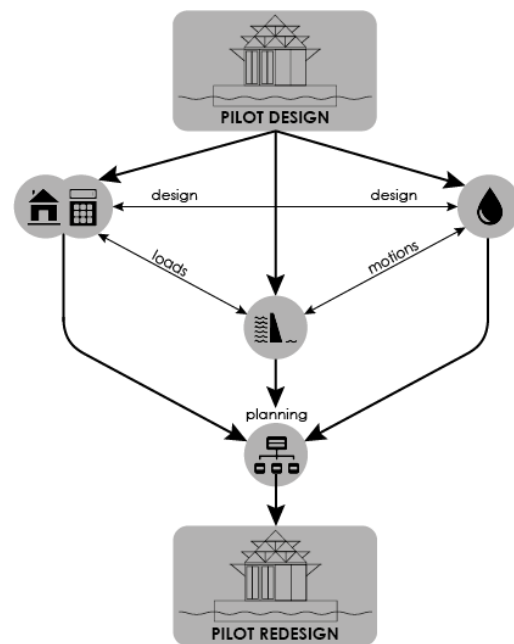 PILOT DESIGN
design design
loads
motions
planning
PILOT REDESIGN